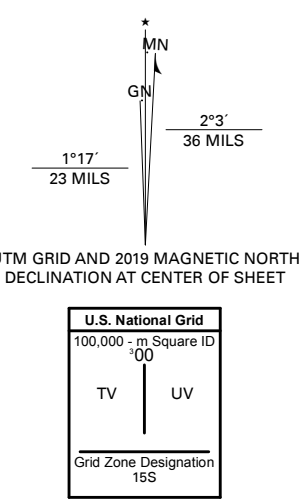 ★
MN
GN
2°3´
36 MILS
1°17´
23 MILS
UTM GRID AND 2019 MAGNETIC NORTH
DECLINATION AT CENTER OF SHEET
U.S. National Grid
100,000 - m Square ID
³00
TV UV
Grid Zone Designation
15S